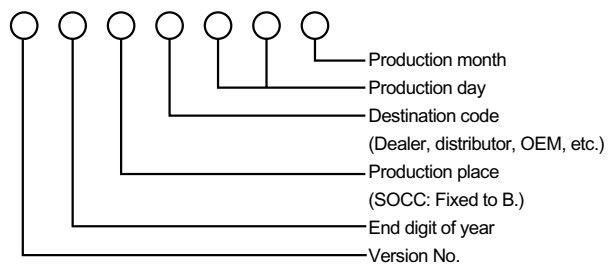 Production month
Production day
Destination code
(Dealer, distributor, OEM, etc.)
Production place
(SOCC: Fixed to B.)
End digit of year
Version No.